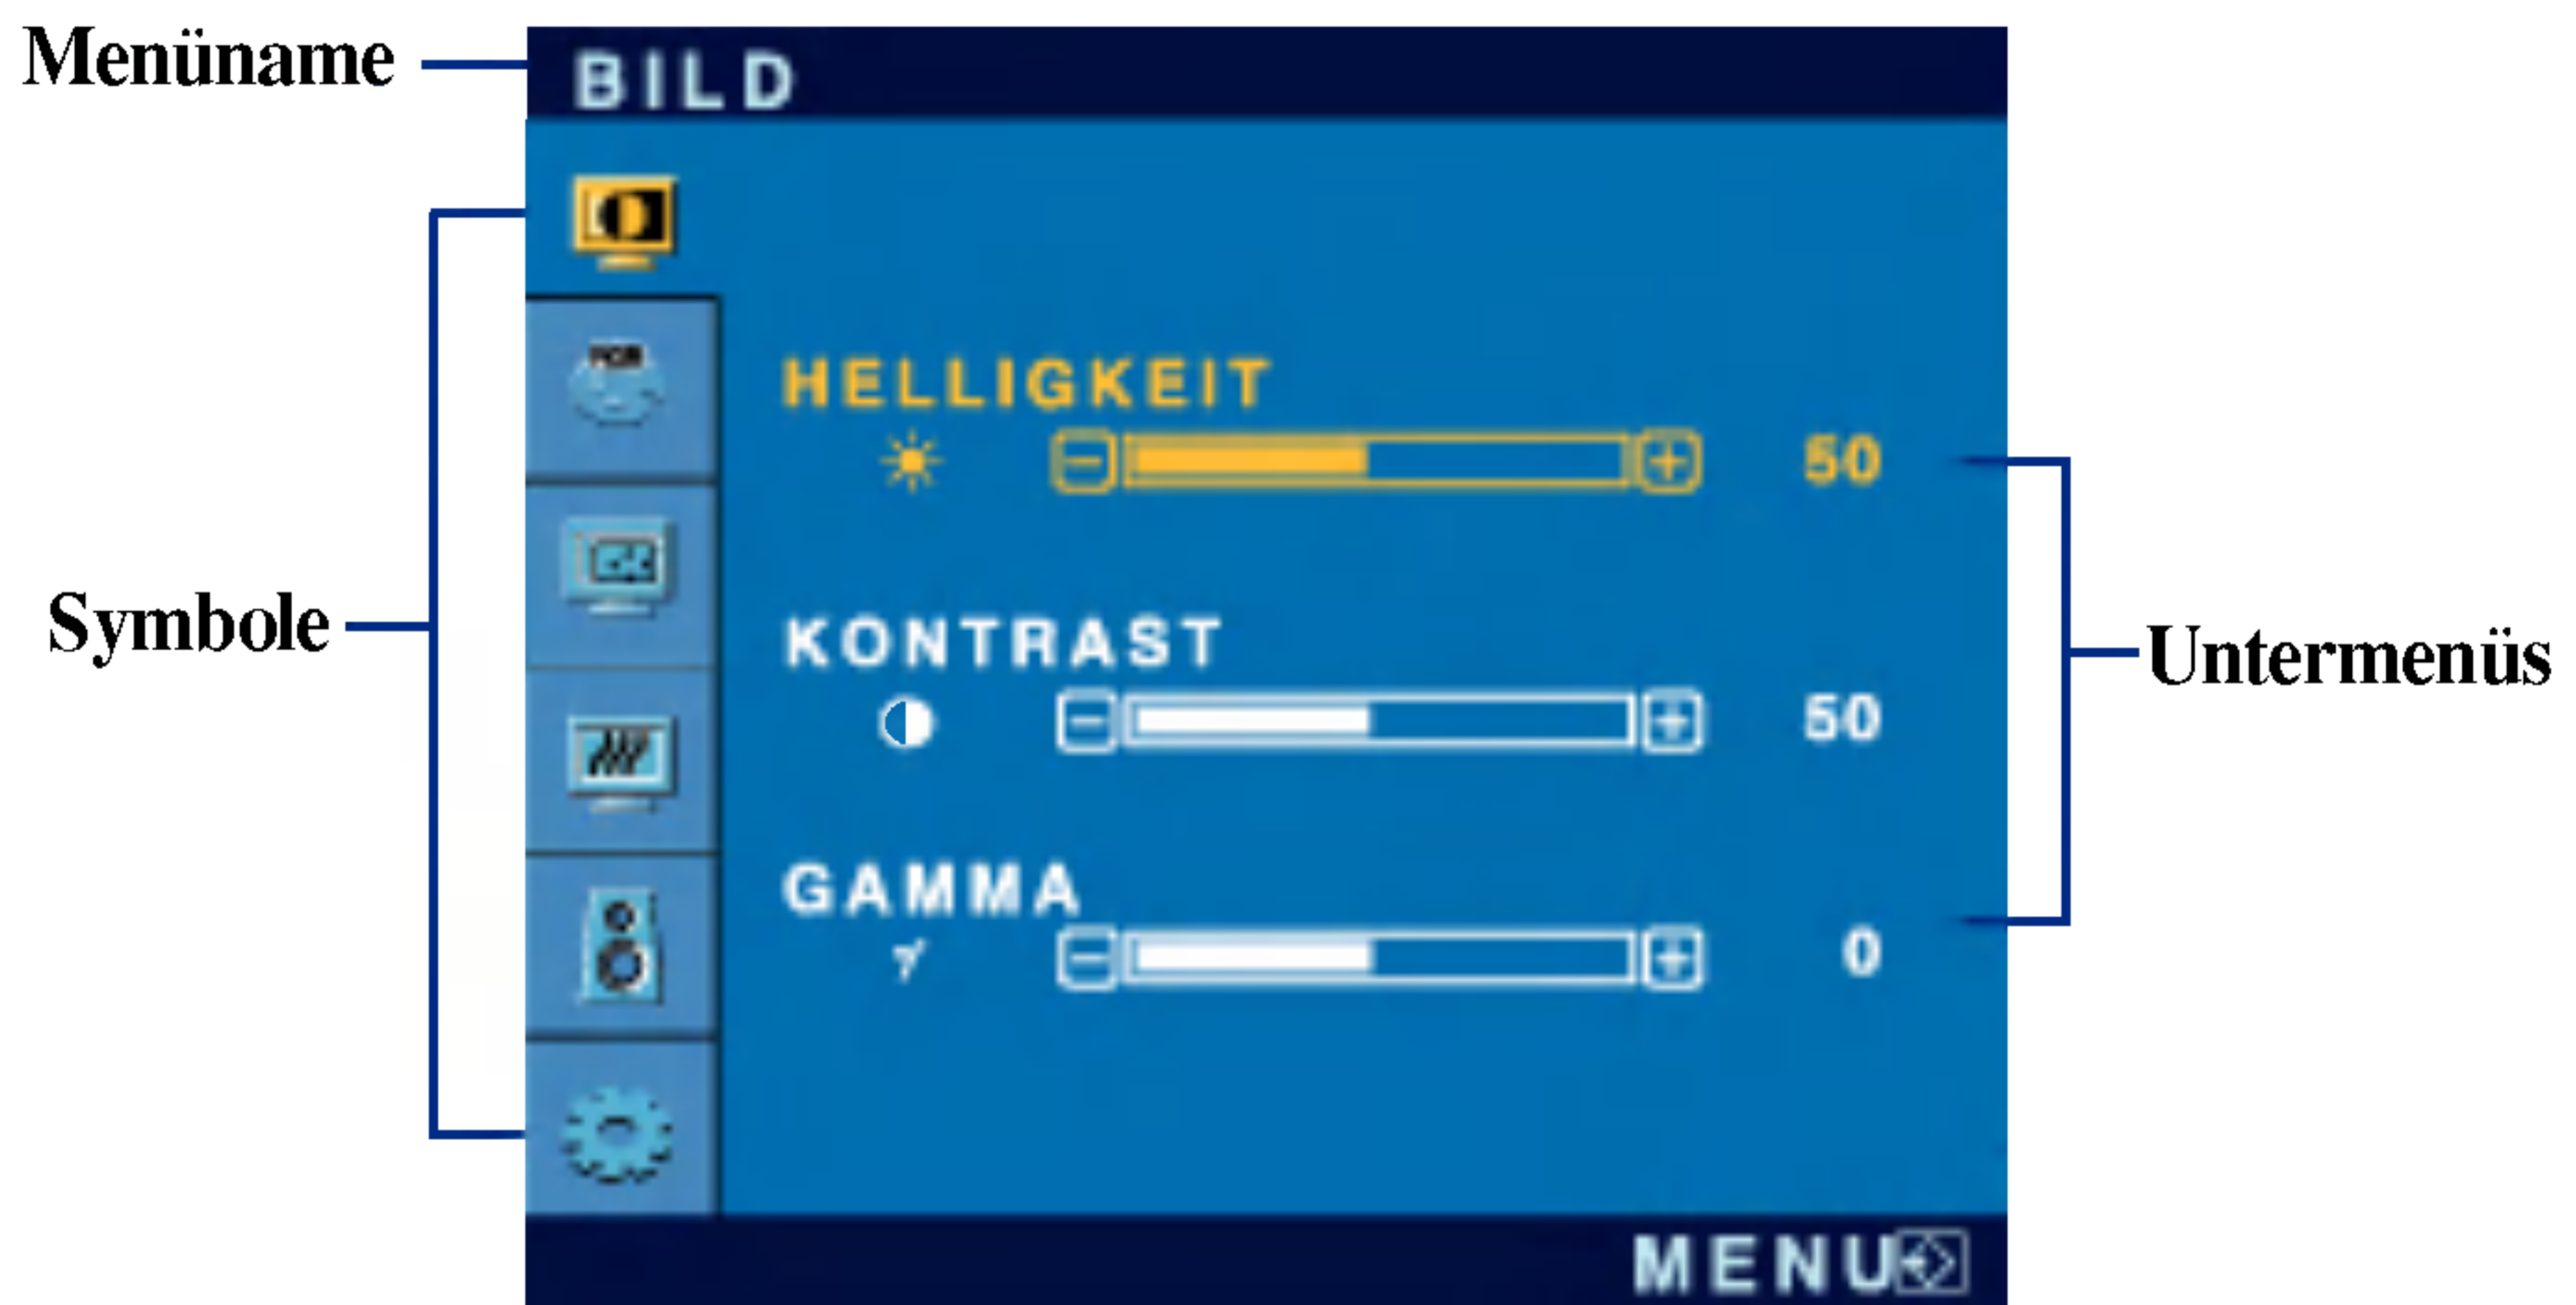 Menüname
BILD
HELLIGKEIT
50
Symbole
KONTRAST
50
Untermenüs
GAMMA
0
MENU